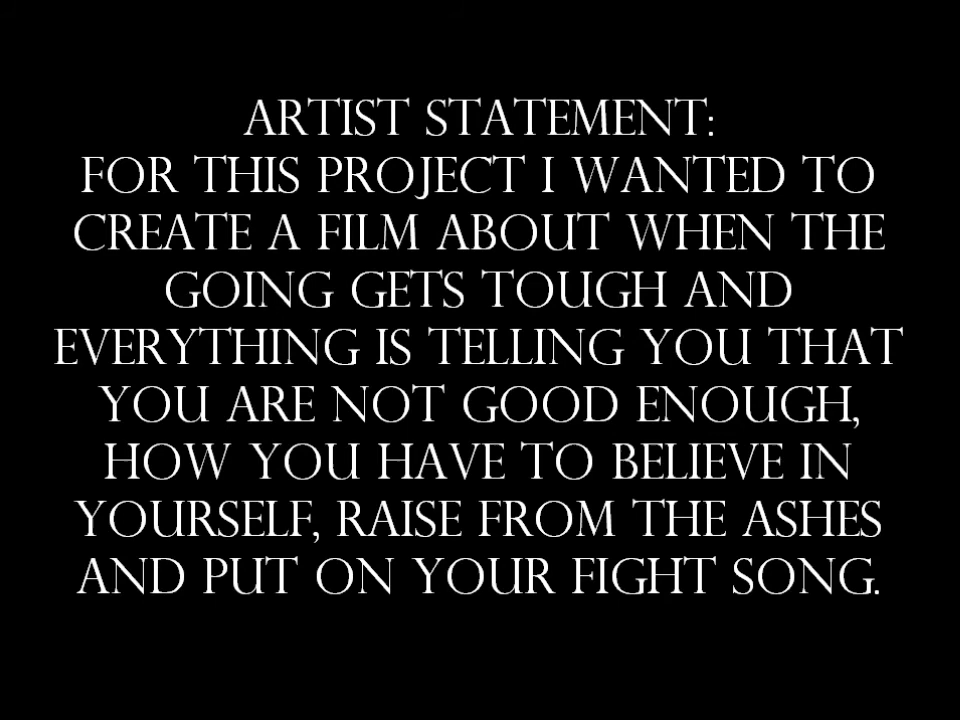 ARTIST STATEMENT:
FOR THIS PROJECT I WANTED TO
CREATE A FILM ABOUT WHEN THE
GOING GETS TOUGH AND
EVERYTHING IS TELLING YOU THAT
YOU ARE NOT GOOD ENOUGH,
HOW YOU HAVE TO BELIEVE IN
YOURSELF, RAISE FROM THE ASHES
AND PUT ON YOUR FIGHT SONG.